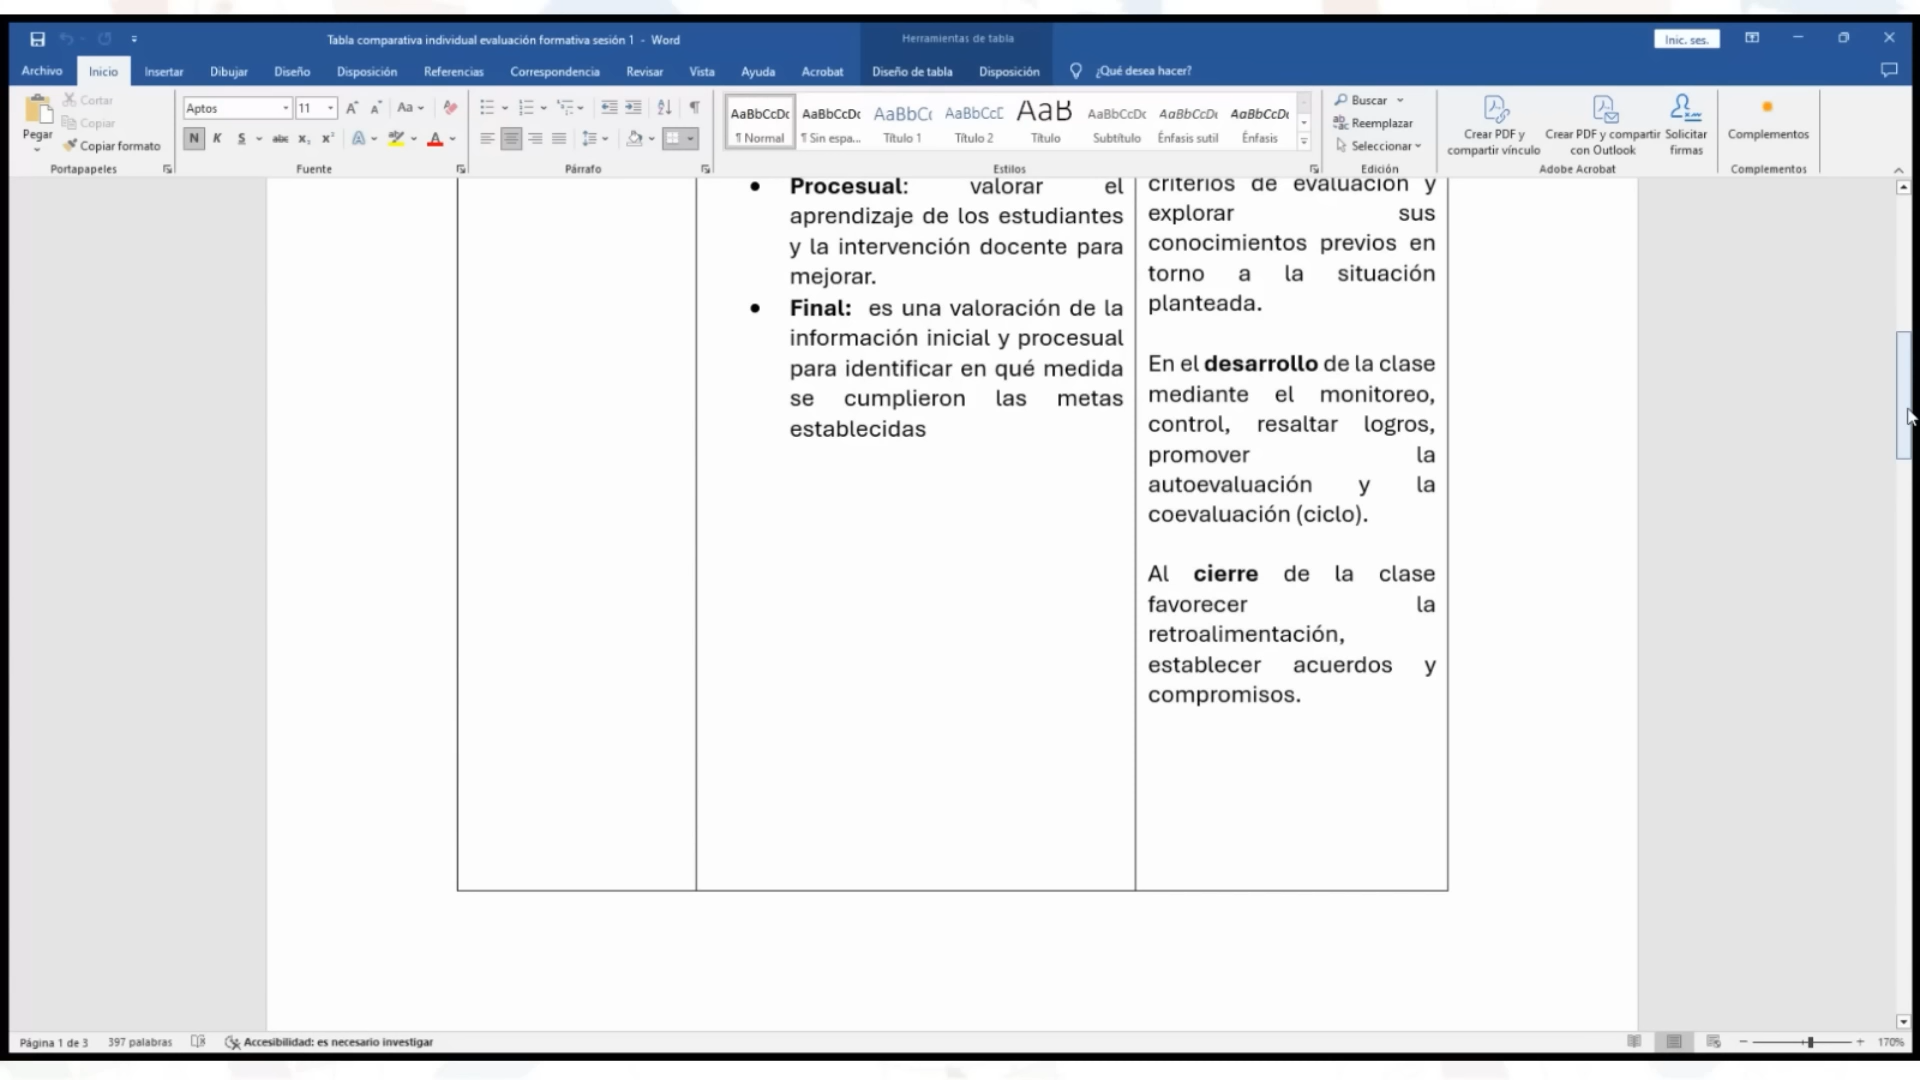 Tabla comparativa individual evaluación formativa sesión 1 - Word
Herramientas de tabla
Inic. ses.
Archivo Inicio Insertar Dibujar Diseño Disposición Referencias Correspondencia Revisar Vista Ayuda Acrobat Diseño de tabla Disposición ¿Qué desea hacer?
Pegar
Cortar
Copiar
Copiar formato
Portapapeles
Aptos 11
Fuente
Párrafo
AaBbCcDc AaBbCcDc AaBbC( AaBbCcE AaB AaBbCcDc AaBbCcDc AaBbCcDc
¶ Normal ¶ Sin espa... Título 1 Título 2 Título Subtítulo Énfasis sutil Énfasis
Estilos
Buscar
Reemplazar
Seleccionar
Edición
Crear PDF y
compartir vínculo
Crear PDF y compartir
con Outlook
Solicitar
firmas
Adobe Acrobat
Complementos
Complementos
• Procesual: valorar el
aprendizaje de los estudiantes
y la intervención docente para
mejorar.
• Final: es una valoración de la
información inicial y procesual
para identificar en qué medida
se cumplieron las metas
establecidas
criterios de evaluación y
explorar sus
conocimientos previos en
torno a la situación
planteada.
En el desarrollo de la clase
mediante el monitoreo,
control, resaltar logros,
promover la
autoevaluación y la
coevaluación (ciclo).
Al cierre de la clase
favorecer la
retroalimentación,
establecer acuerdos y
compromisos.
Página 1 de 3 397 palabras Accesibilidad: es necesario investigar
170%